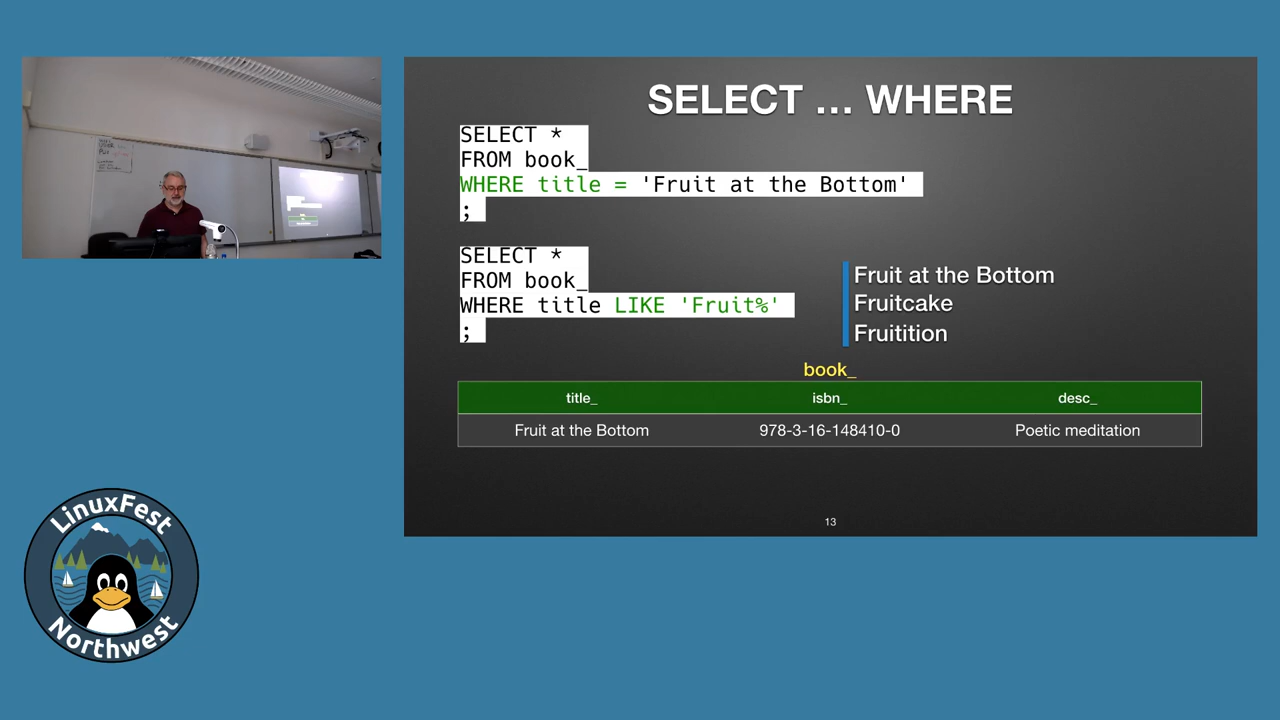 SELECT ... WHERE
SELECT *
FROM book_
WHERE title = 'Fruit at the Bottom'
;
SELECT *
FROM book_
WHERE title LIKE 'Fruit%'
;
Fruit at the Bottom
Fruitcake
Fruitition
book_
title_ isbn_ desc_
Fruit at the Bottom 978-3-16-148410-0 Poetic meditation
13
LinuxFest
Northwest